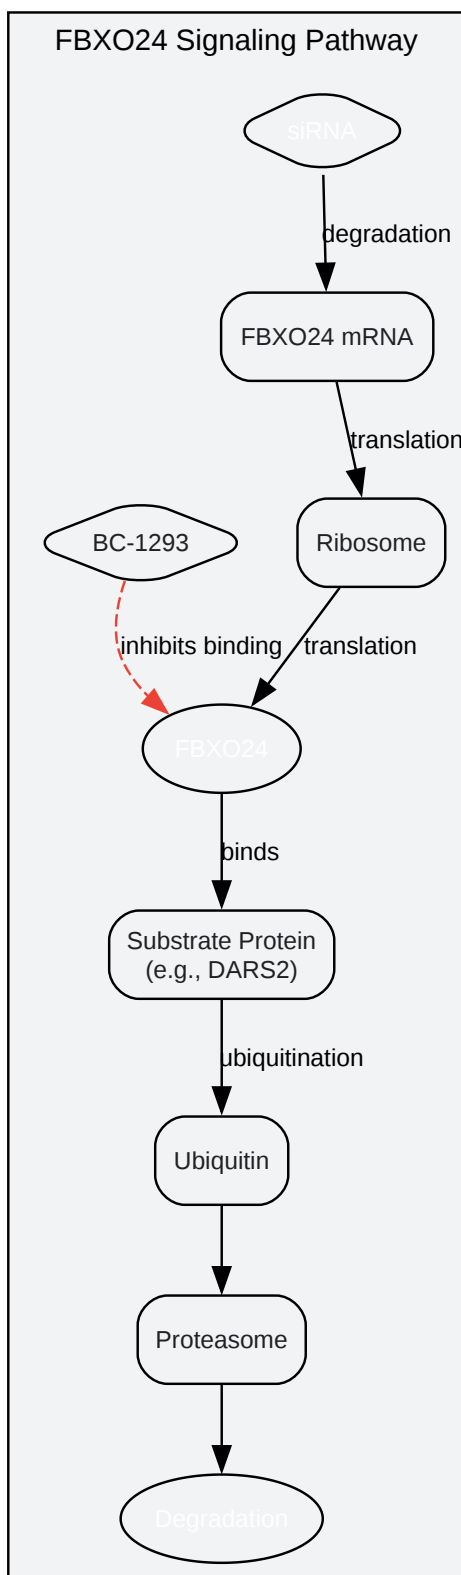 FBXO24 Signaling Pathway
siRNA
degradation
FBXO24 mRNA
translation
BC-1293
Ribosome
inhibits binding
translation
FBXO24
binds
Substrate Protein
(e.g., DARS2)
ubiquitination
Ubiquitin
Proteasome
Degradation